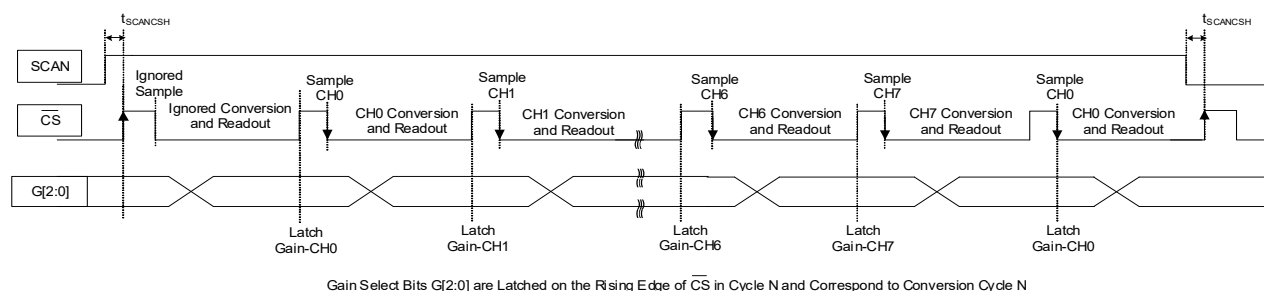 tSCANCSH
tSCANCSH
SCAN
Ignored
Sample
Sample
CH0
Sample
CH1
Sample
CH6
Sample
CH7
Sample
CH0
CS
Ignored Conversion
and Readout
CH0 Conversion
and Readout
CH1 Conversion
and Readout
CH6 Conversion
and Readout
CH7 Conversion
and Readout
CH0 Conversion
and Readout
G[2:0]
Latch
Gain-CH0
Latch
Gain-CH1
Latch
Gain-CH6
Latch
Gain-CH7
Latch
Gain-CH0
Gain Select Bits G[2:0] are Latched on the Rising Edge of CS in Cycle N and Correspond to Conversion Cycle N